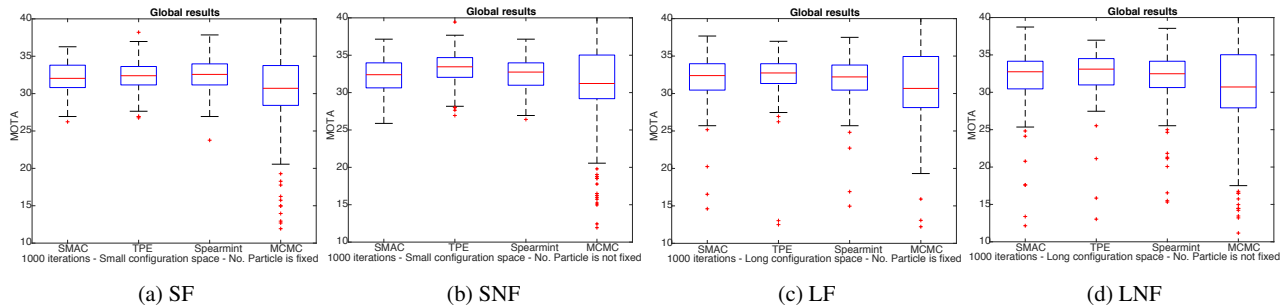 Global results
40
35
30
25
20
15
10
MOTA
SMAC TPE Spearmint MCMC
1000 iterations - Small configuration space - No. Particle is fixed
(a) SF
Global results
40
35
30
25
20
15
10
MOTA
SMAC TPE Spearmint MCMC
1000 iterations - Small configuration space - No. Particle is not fixed
(b) SNF
Global results
40
35
30
25
20
15
10
MOTA
SMAC TPE Spearmint MCMC
1000 iterations - Long configuration space - No. Particle is fixed
(c) LF
Global results
40
35
30
25
20
15
10
MOTA
SMAC TPE Spearmint MCMC
1000 iterations - Long configuration space - No. Particle is not fixed
(d) LNF